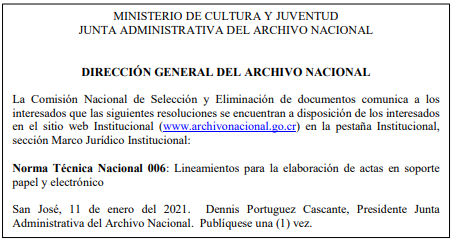 MINISTERIO DE CULTURA Y JUVENTUD
JUNTA ADMINISTRATIVA DEL ARCHIVO NACIONAL
DIRECCIÓN GENERAL DEL ARCHIVO NACIONAL
La Comisión Nacional de Selección y Eliminación de documentos comunica a los
interesados que las siguientes resoluciones se encuentran a disposición de los interesados
en el sitio web Institucional (www.archivonacional.go.cr) en la pestaña Institucional,
sección Marco Jurídico Institucional:
Norma Técnica Nacional 006: Lineamientos para la elaboración de actas en soporte
papel y electrónico
San José, 11 de enero del 2021. Dennis Portuguez Cascante, Presidente Junta
Administrativa del Archivo Nacional. Publíquese una (1) vez.